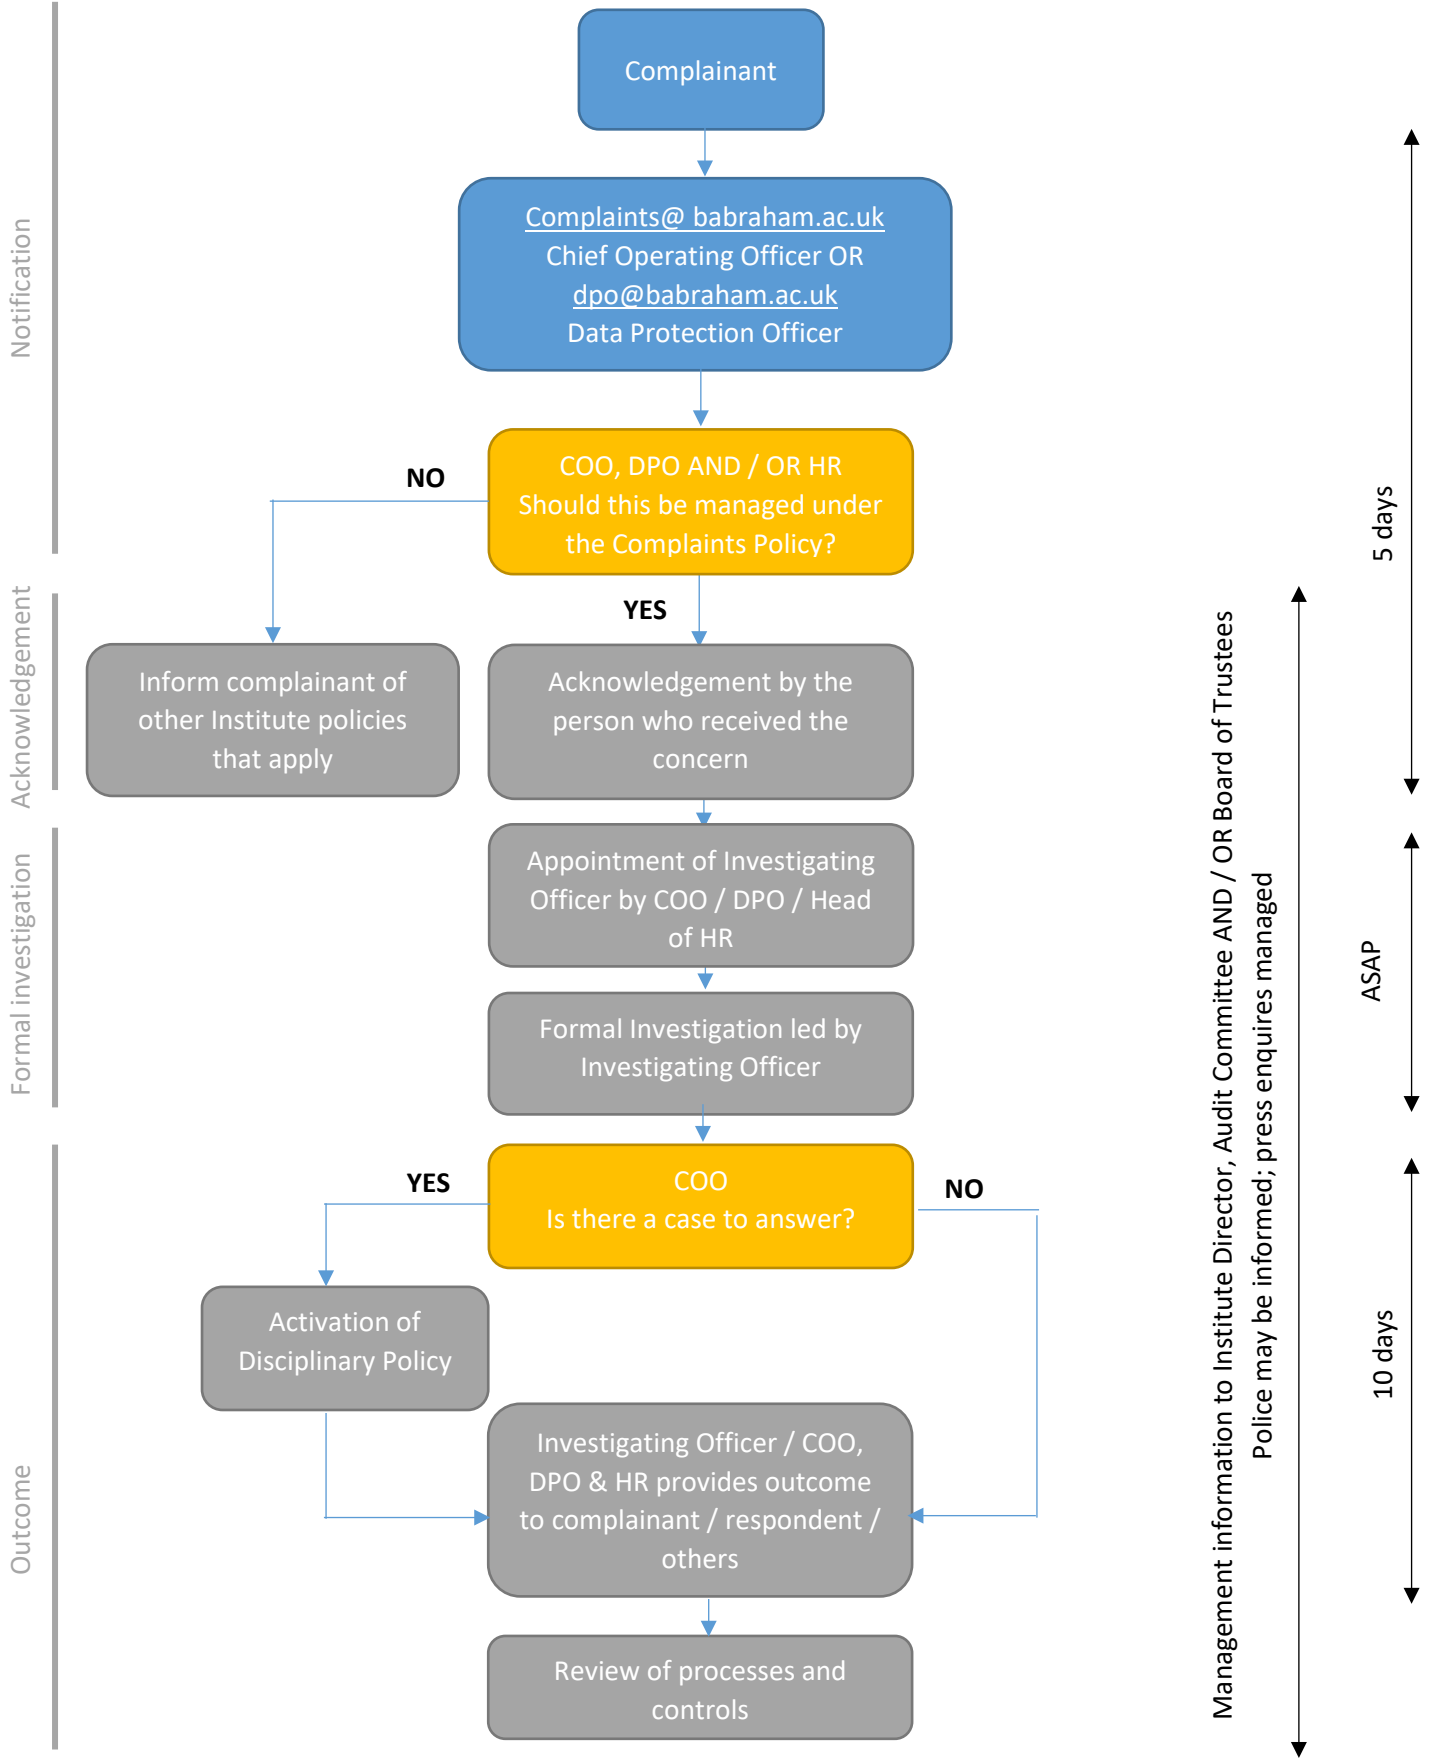 Complainant
Notification
Complaints@ babraham.ac.uk
Chief Operating Officer OR
dpo@babraham.ac.uk
Data Protection Officer
NO
COO, DPO AND / OR HR
Should this be managed under
the Complaints Policy?
5 days
YES
Acknowledgement
Inform complainant of
other Institute policies
that apply
Acknowledgement by the
person who received the
concern
Formal investigation
Appointment of Investigating
Officer by COO / DPO / Head
of HR
Formal Investigation led by
Investigating Officer
ASAP
Management information to Institute Director, Audit Committee AND / OR Board of Trustees
Police may be informed; press enquires managed
YES
COO
Is there a case to answer?
NO
Outcome
Activation of
Disciplinary Policy
10 days
Investigating Officer / COO,
DPO & HR provides outcome
to complainant / respondent /
others
Review of processes and
controls